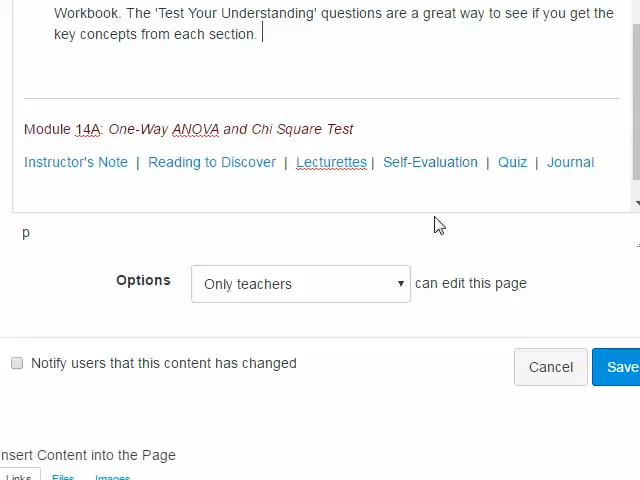 Workbook. The 'Test Your Understanding' questions are a great way to see if you get the
key concepts from each section.
Module 14A: One-Way ANOVA and Chi Square Test
Instructor's Note | Reading to Discover | Lecturettes | Self-Evaluation | Quiz | Journal
p
Options Only teachers can edit this page
Notify users that this content has changed
Cancel Save
nsert Content into the Page
Links Files Images